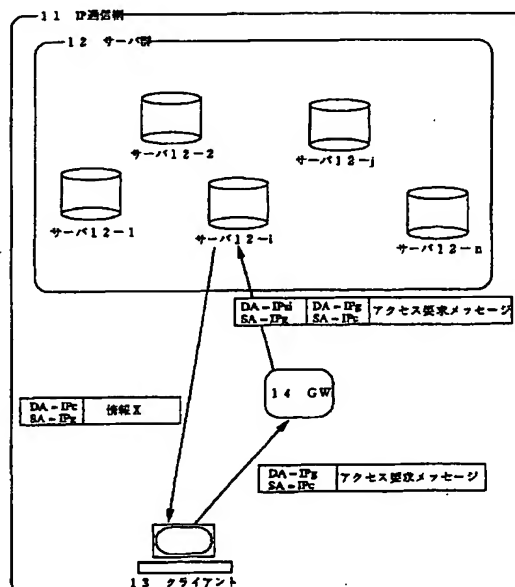 11 IP通信網
12 サーバ群
サーバ12-2
サーバ12-j
サーバ12-1
サーバ12-i
サーバ12-n
DA-IPui
SA-IPg
DA-IPg
SA-IPc
アクセス要求メッセージ
14 GW
DA-IPc
SA-IPg
情報X
DA-IPg
SA-IPc
アクセス要求メッセージ
13 クライアント